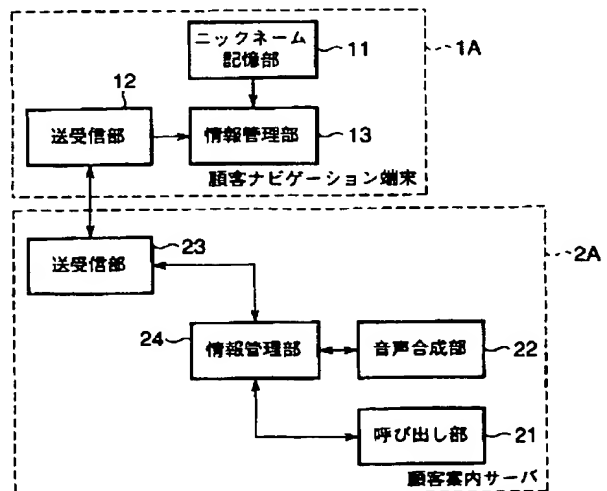 ニックネーム
記憶部
11
1A
12
送受信部
情報管理部
13
顧客ナビゲーション端末
23
送受信部
2A
24
情報管理部
音声合成部
22
呼び出し部
21
顧客案内サーバ